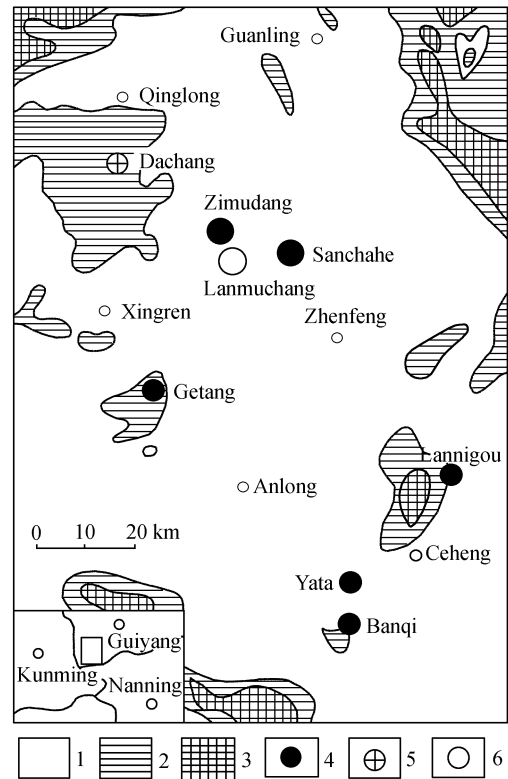 Guanling
Qinglong
Dachang
Zimudang
Sanchahe
Lanmuchang
Xingren
Zhenfeng
Getang
Lannigou
Anlong
0 10 20 km
Ceheng
Yata
Banqi
Guiyang
Kunming
Nanning
1 2 3 4 5 6